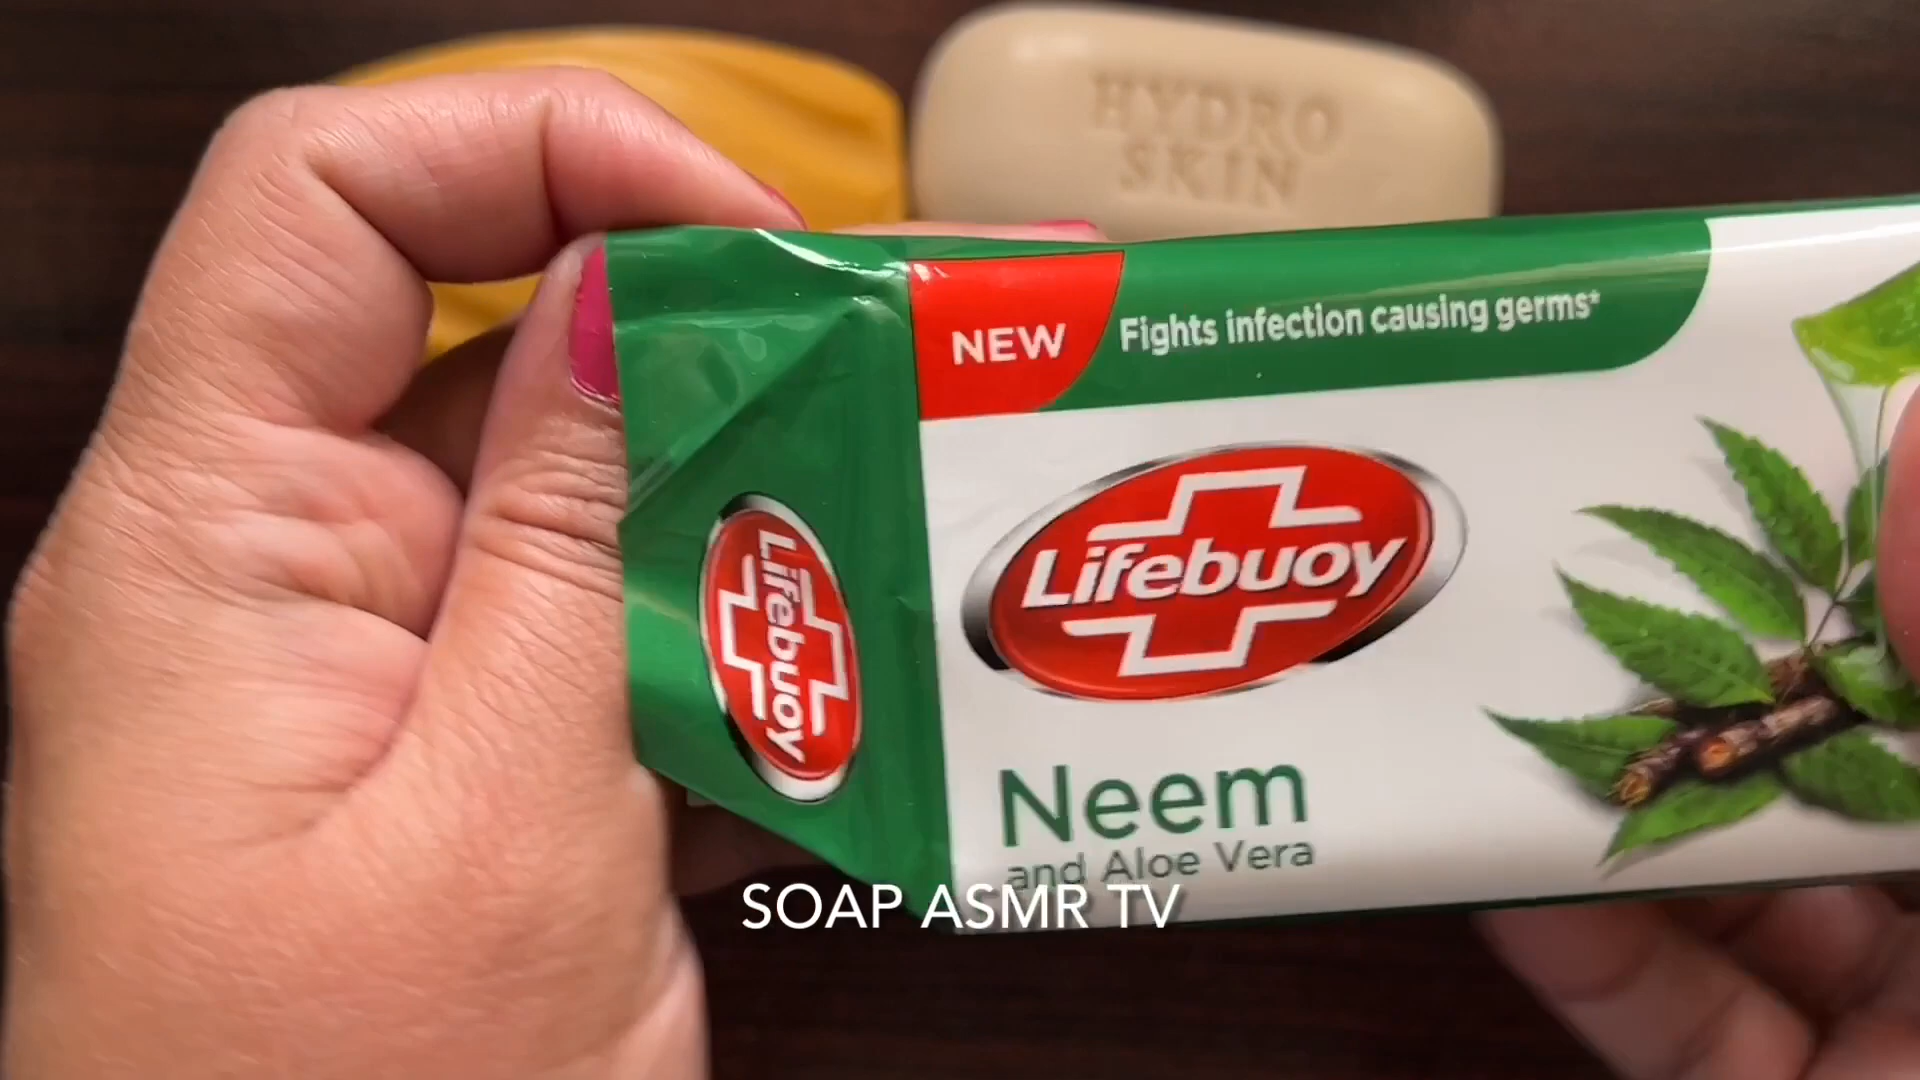 HYDRO
SKIN
NEW
Fights infection causing germs*
Lifebuoy
Lifebuoy
Neem
and Aloe Vera
SOAP ASMR TV